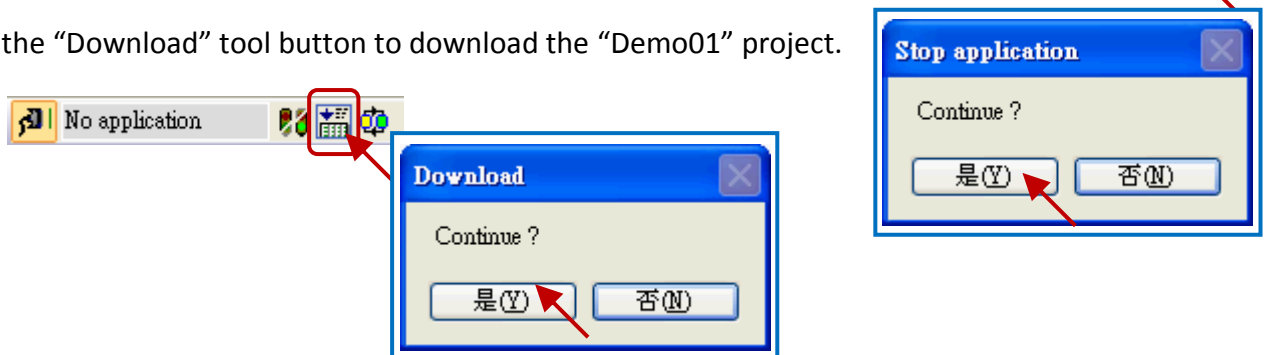 the “Download” tool button to download the “Demo01” project.
Stop application
Continue ?
是(Y) 否(N)
No application
Download
Continue ?
是(Y) 否(N)